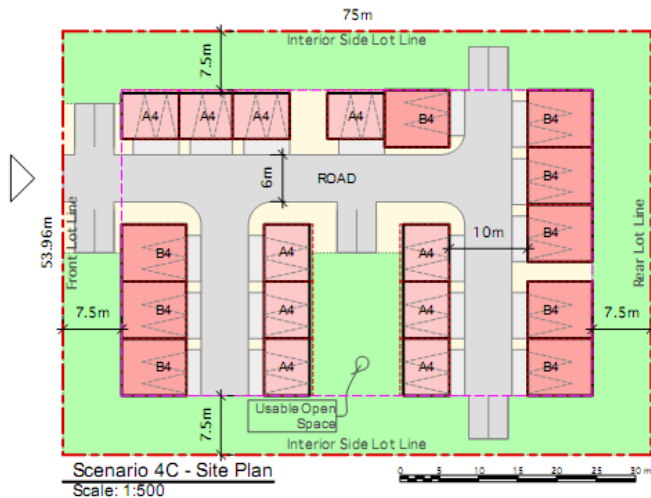 75m
Interior Side Lot Line
7.5m
A4 A4 A4 A4 B4 B4
6m
ROAD
B4
53.96m
Front Lot Line
B4
10m
Rear Lot Line
B4 A4 A4
7.5m
7.5m
B4 A4 A4 B4
B4 A4 A4 B4
Usable Open
Space
7.5m
Interior Side Lot Line
Scenario 4C - Site Plan
Scale: 1:500
0 5 10 15 20 25 30 m